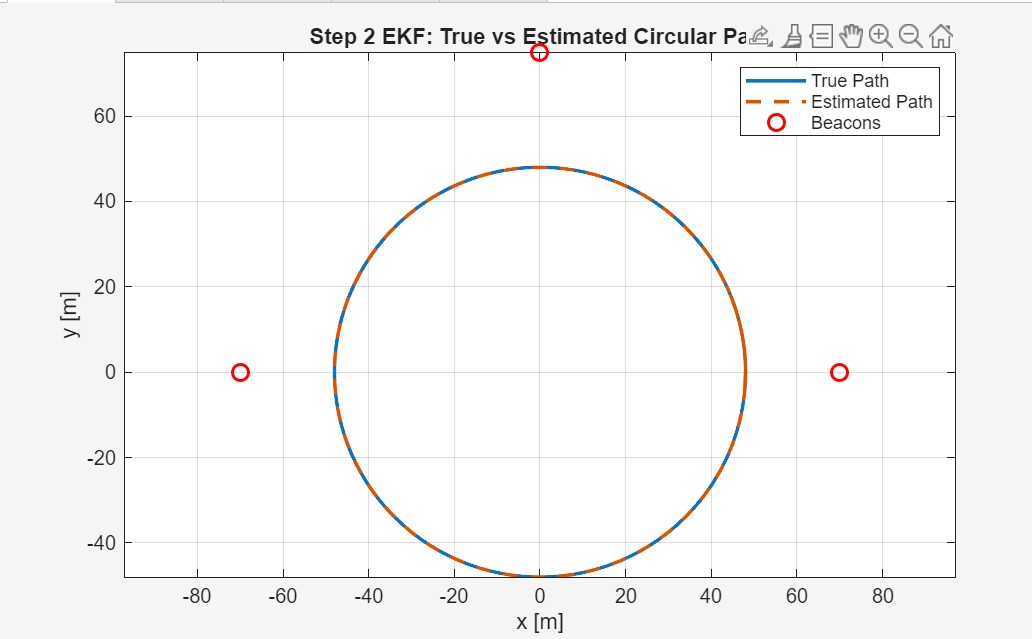 Step 2 EKF: True vs Estimated Circular Pa
True Path
Estimated Path
Beacons
60
40
20
0
-20
-40
y [m]
-80 -60 -40 -20 0 20 40 60 80
x [m]